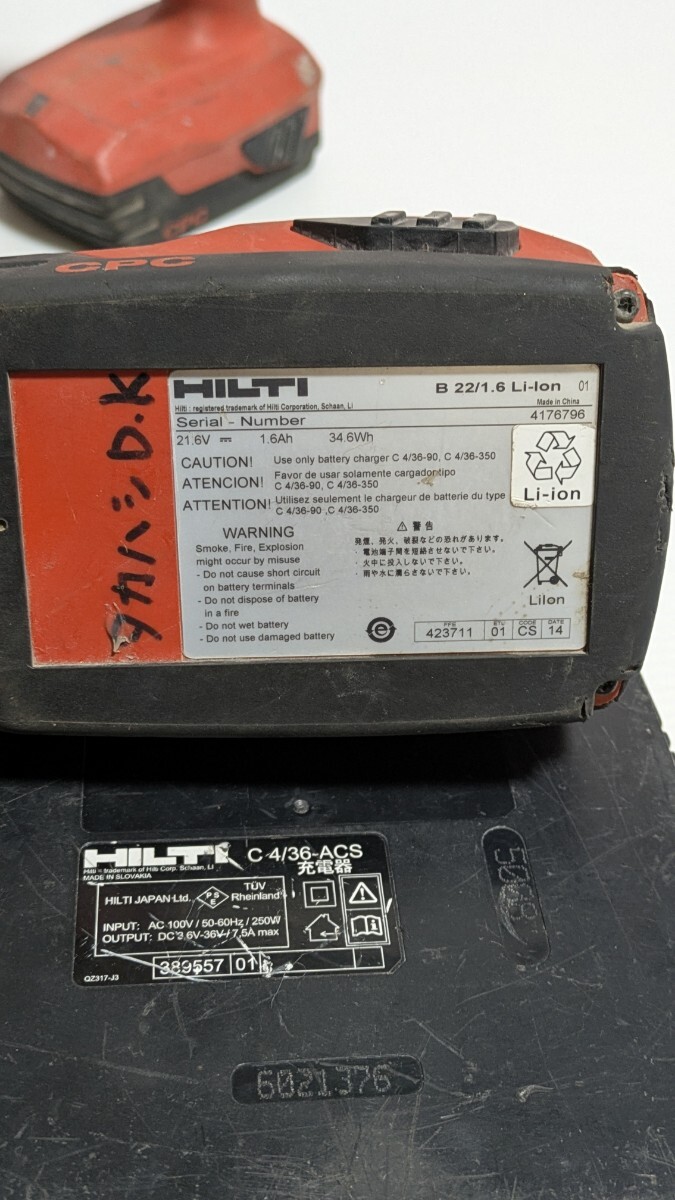 CPC
CPC
タカハシ D.K
HILTI
B 22/1.6 Li-Ion 01
Hilti : registered trademark of Hilti Corporation, Schaan, LI
Made in China
Serial - Number
4176796
21.6V ⎓ 1.6Ah 34.6Wh
CAUTION! Use only battery charger C 4/36-90, C 4/36-350
ATENCION! Favor de usar solamente cargadontipo
C 4/36-90, C 4/36-350
ATTENTION! Utilisez seulement le chargeur de batterie du type
C 4/36-90 ,C 4/36-350
Li-ion
WARNING
Smoke, Fire, Explosion
might occur by misuse
- Do not cause short circuit
on battery terminals
- Do not dispose of battery
in a fire
- Do not wet battery
- Do not use damaged battery
⚠ 警告
発煙、発火、破裂などの恐れがあります。
・電池端子間を短絡させないで下さい。
・火中に投入しないで下さい。
・雨や水に濡らさないで下さい。
LiIon
e
423711
ETU
01
CODE
CS
DATE
14
HILTI C 4/36-ACS
充電器
Hilti = trademark of Hilti Corp. Schaan, LI
MADE IN SLOVAKIA
HILTI JAPAN Ltd.
PSE
TÜV
Rheinland
INPUT: AC 100V / 50-60Hz / 250W
OUTPUT: DC 3.6V-36V / 7,5A max
389557 01
QZ317-J3
6021376